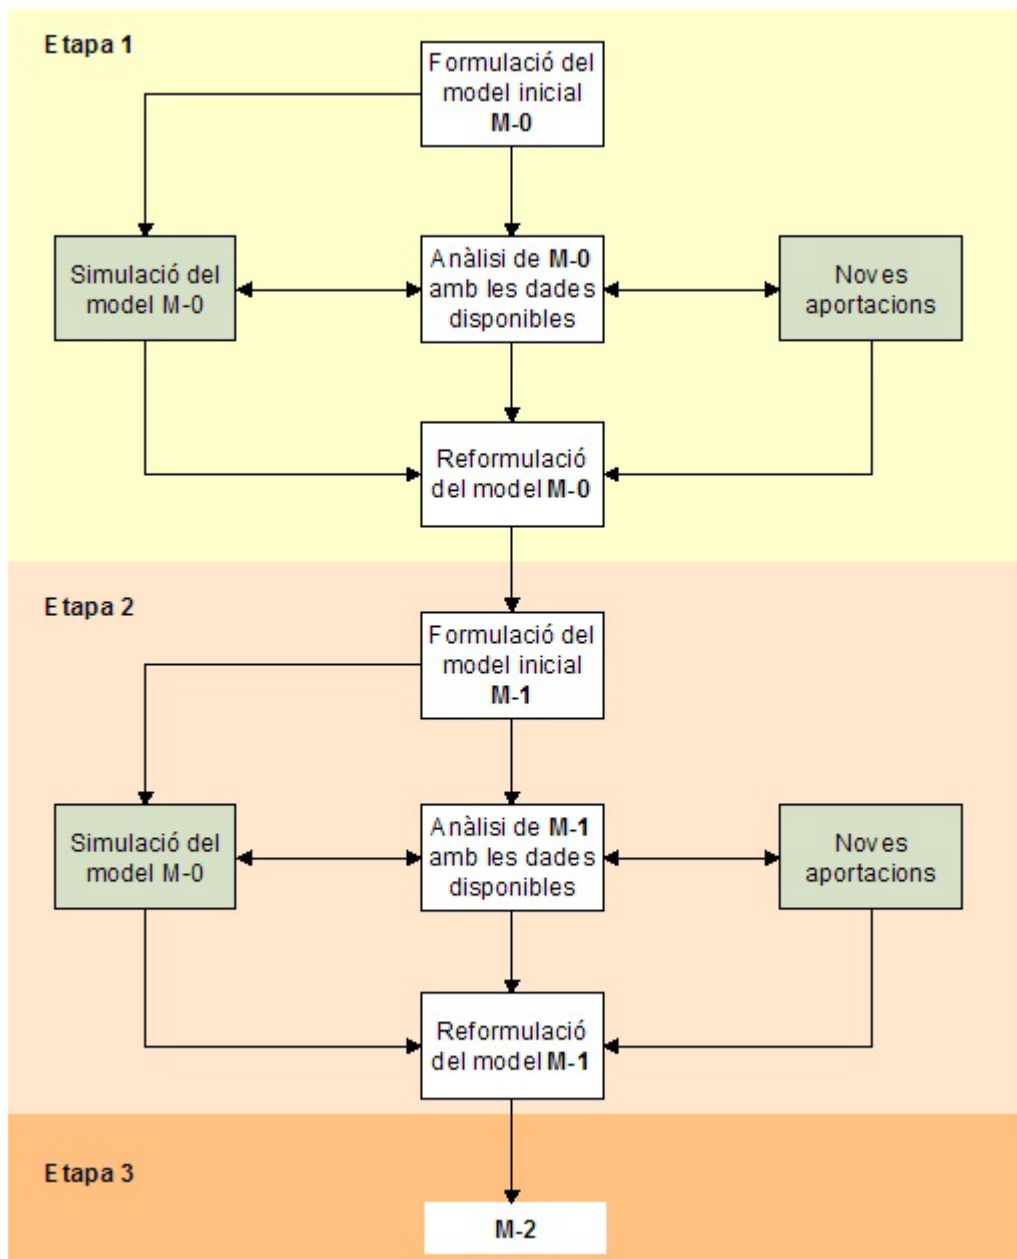 Etapa 1
Formulació del
model inicial
M-0
Simulació del
model M-0
Anàlisi de M-0
amb les dades
disponibles
Noves
aportacions
Reformulació
del model M-0
Etapa 2
Formulació del
model inicial
M-1
Simulació del
model M-0
Anàlisi de M-1
amb les dades
disponibles
Noves
aportacions
Reformulació
del model M-1
Etapa 3
M-2